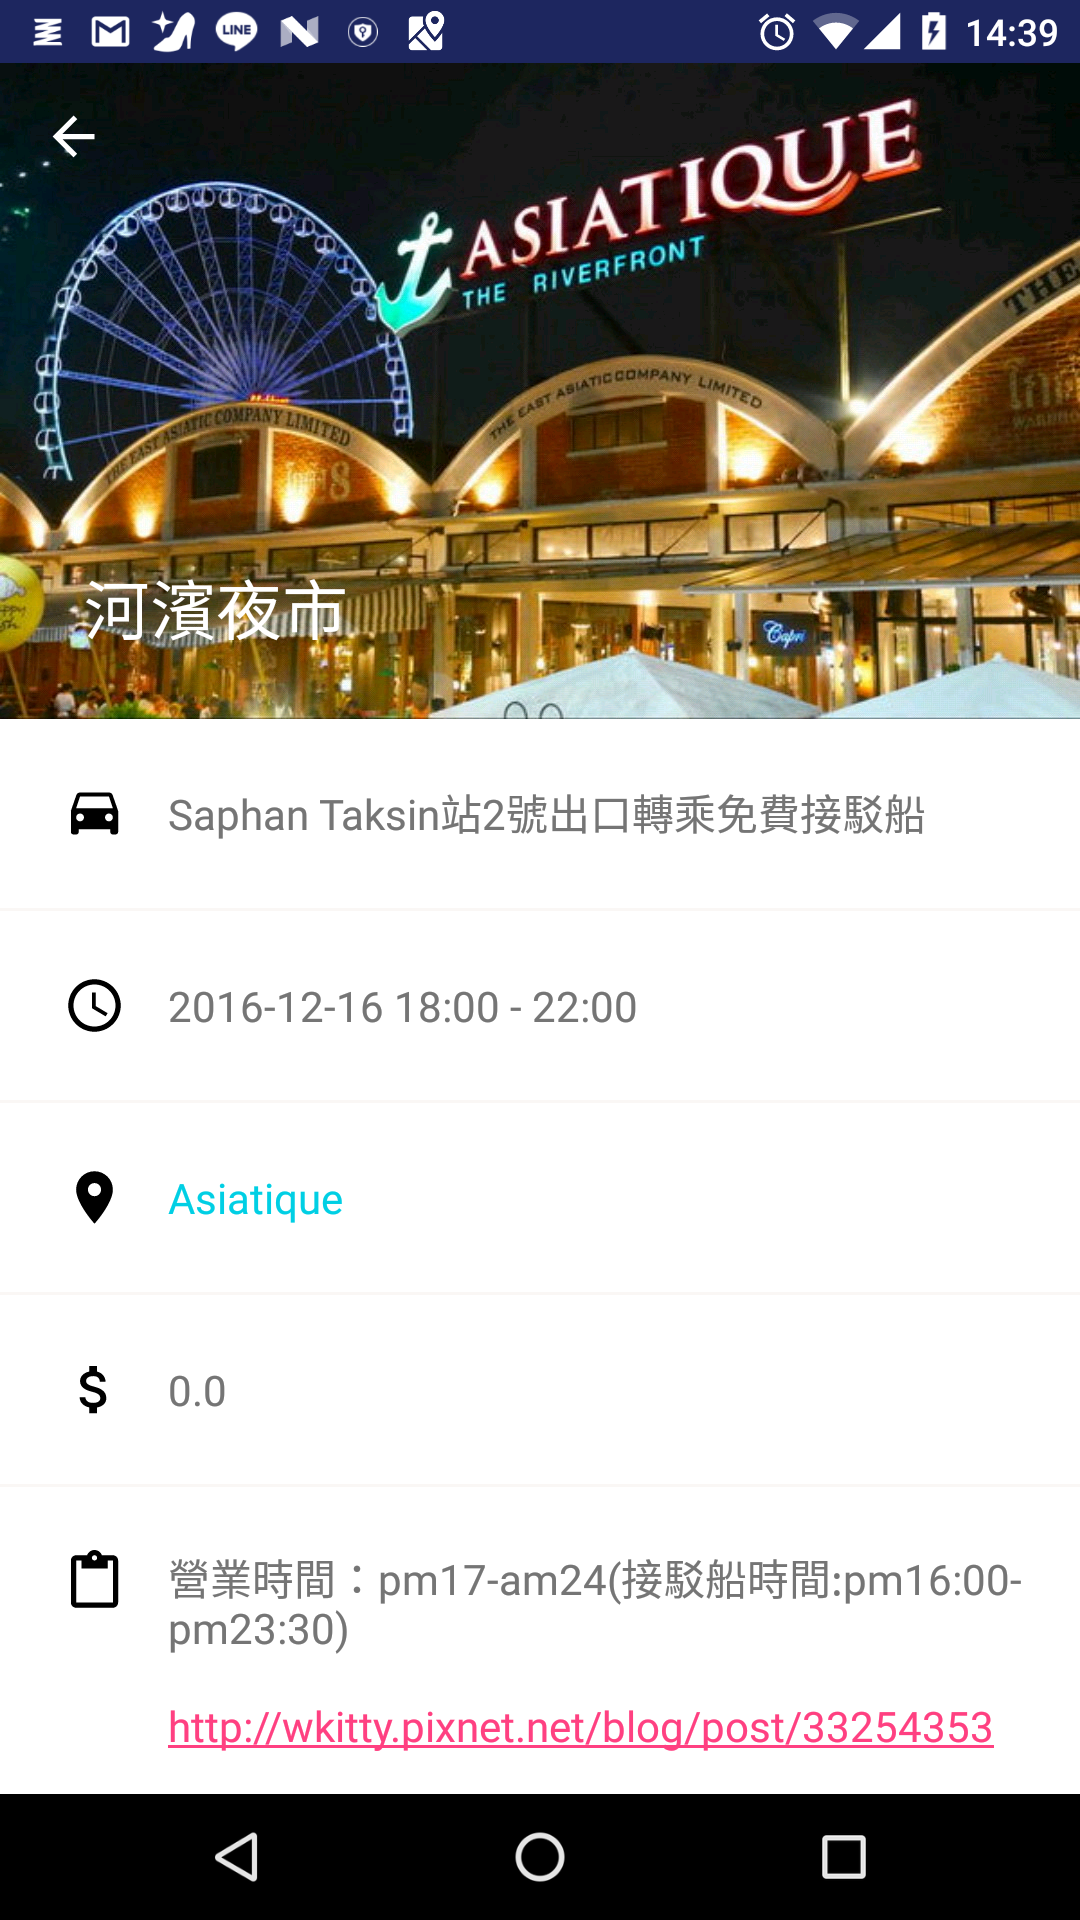 LINE
14:39
ASIATIQUE
THE RIVERFRONT
THE
THE EAST ASIATIC COMPANY LIMITED
THE EAST ASIATIC COMPANY LIMITED
8
Capri
河濱夜市
Saphan Taksin站2號出口轉乘免費接駁船
2016-12-16 18:00 - 22:00
Asiatique
$
0.0
營業時間：pm17-am24(接駁船時間:pm16:00-
pm23:30)
http://wkitty.pixnet.net/blog/post/33254353